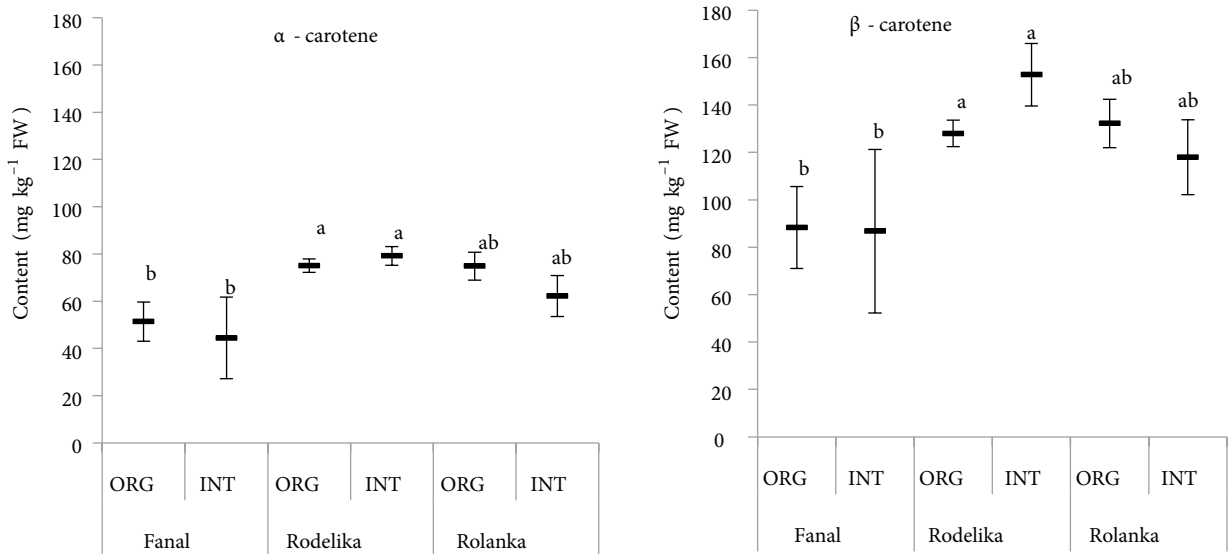 α - carotene
Content (mg kg⁻¹ FW)
180
160
140
120
100
80
60
40
20
0
b
b
a
a
ab
ab
ORG INT ORG INT ORG INT
Fanal Rodelika Rolanka
β - carotene
Content (mg kg⁻¹ FW)
180
160
140
120
100
80
60
40
20
0
b
b
a
a
ab
ab
ORG INT ORG INT ORG INT
Fanal Rodelika Rolanka